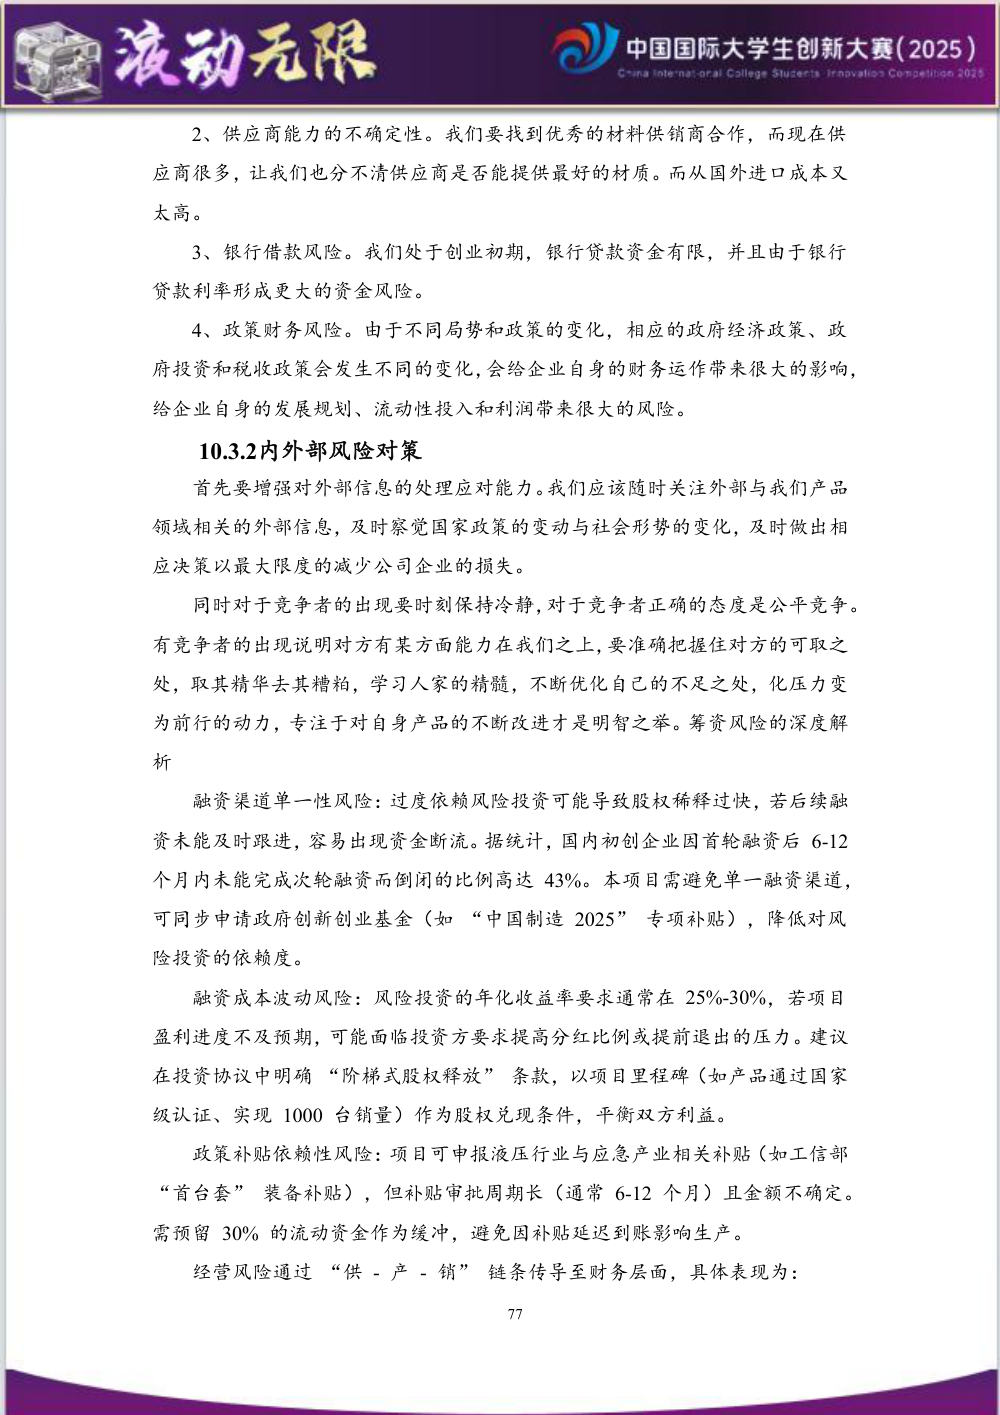 液动无限
中国国际大学生创新大赛(2025)
China International College Students Innovation Competition 2025
2、供应商能力的不确定性。我们要找到优秀的材料供销商合作，而现在供
应商很多，让我们也分不清供应商是否能提供最好的材质。而从国外进口成本又
太高。
3、银行借款风险。我们处于创业初期，银行贷款资金有限，并且由于银行
贷款利率形成更大的资金风险。
4、政策财务风险。由于不同局势和政策的变化，相应的政府经济政策、政
府投资和税收政策会发生不同的变化，会给企业自身的财务运作带来很大的影响，
给企业自身的发展规划、流动性投入和利润带来很大的风险。
10.3.2内外部风险对策
首先要增强对外部信息的处理应对能力。我们应该随时关注外部与我们产品
领域相关的外部信息，及时察觉国家政策的变动与社会形势的变化，及时做出相
应决策以最大限度的减少公司企业的损失。
同时对于竞争者的出现要时刻保持冷静，对于竞争者正确的态度是公平竞争。
有竞争者的出现说明对方有某方面能力在我们之上，要准确把握住对方的可取之
处，取其精华去其糟粕，学习人家的精髓，不断优化自己的不足之处，化压力变
为前行的动力，专注于对自身产品的不断改进才是明智之举。筹资风险的深度解
析
融资渠道单一性风险：过度依赖风险投资可能导致股权稀释过快，若后续融
资未能及时跟进，容易出现资金断流。据统计，国内初创企业因首轮融资后 6-12
个月内未能完成次轮融资而倒闭的比例高达 43%。本项目需避免单一融资渠道，
可同步申请政府创新创业基金（如 “中国制造 2025” 专项补贴），降低对风
险投资的依赖度。
融资成本波动风险：风险投资的年化收益率要求通常在 25%-30%，若项目
盈利进度不及预期，可能面临投资方要求提高分红比例或提前退出的压力。建议
在投资协议中明确 “阶梯式股权释放” 条款，以项目里程碑（如产品通过国家
级认证、实现 1000 台销量）作为股权兑现条件，平衡双方利益。
政策补贴依赖性风险：项目可申报液压行业与应急产业相关补贴（如工信部
“首台套” 装备补贴），但补贴审批周期长（通常 6-12 个月）且金额不确定。
需预留 30% 的流动资金作为缓冲，避免因补贴延迟到账影响生产。
经营风险通过 “供 - 产 - 销” 链条传导至财务层面，具体表现为：
77